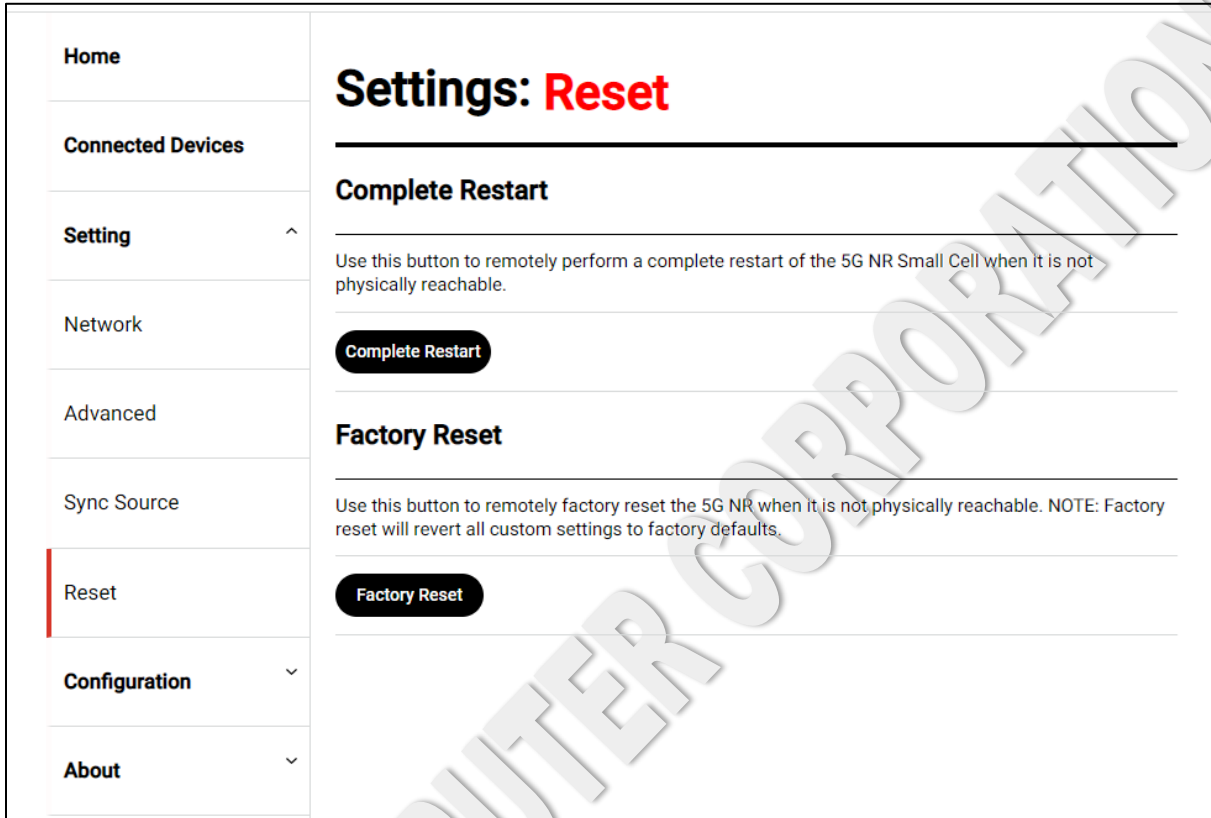 Home
Connected Devices
Setting
Network
Advanced
Sync Source
Reset
Configuration
About
Settings: Reset
Complete Restart
Use this button to remotely perform a complete restart of the 5G NR Small Cell when it is not
physically reachable.
Complete Restart
Factory Reset
Use this button to remotely factory reset the 5G NR when it is not physically reachable. NOTE: Factory
reset will revert all custom settings to factory defaults.
Factory Reset
CORPORATION